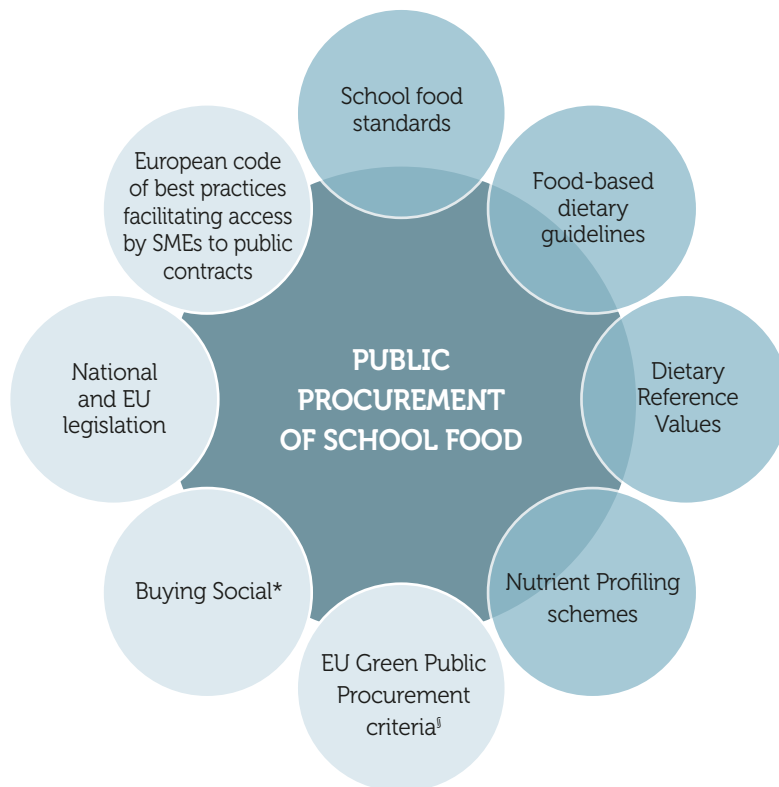 School food
standards
Food-based
dietary
guidelines
Dietary
Reference
Values
Nutrient Profiling
schemes
EU Green Public
Procurement
criteria§
Buying Social*
National
and EU
legislation
European code
of best practices
facilitating access
by SMEs to public
contracts
PUBLIC
PROCUREMENT
OF SCHOOL FOOD